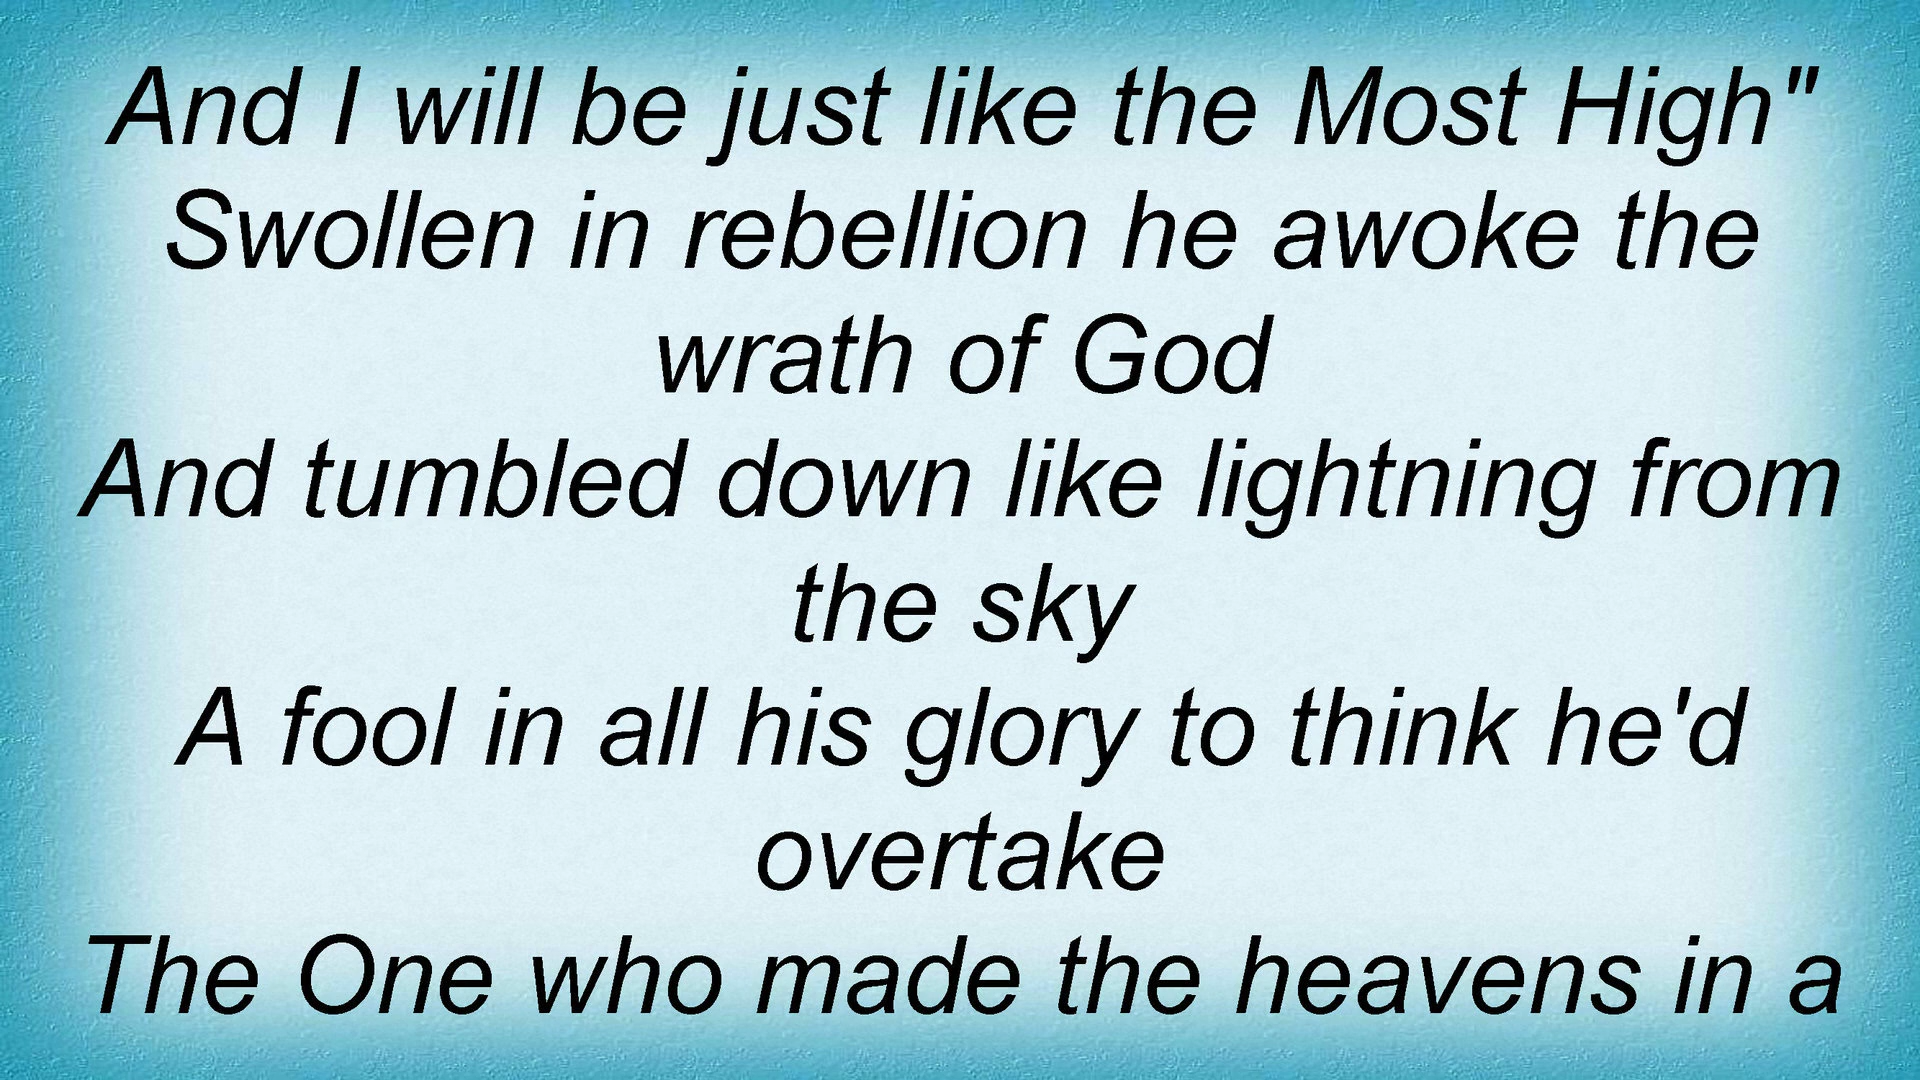 And I will be just like the Most High"
Swollen in rebellion he awoke the
wrath of God
And tumbled down like lightning from
the sky
A fool in all his glory to think he'd
overtake
The One who made the heavens in a